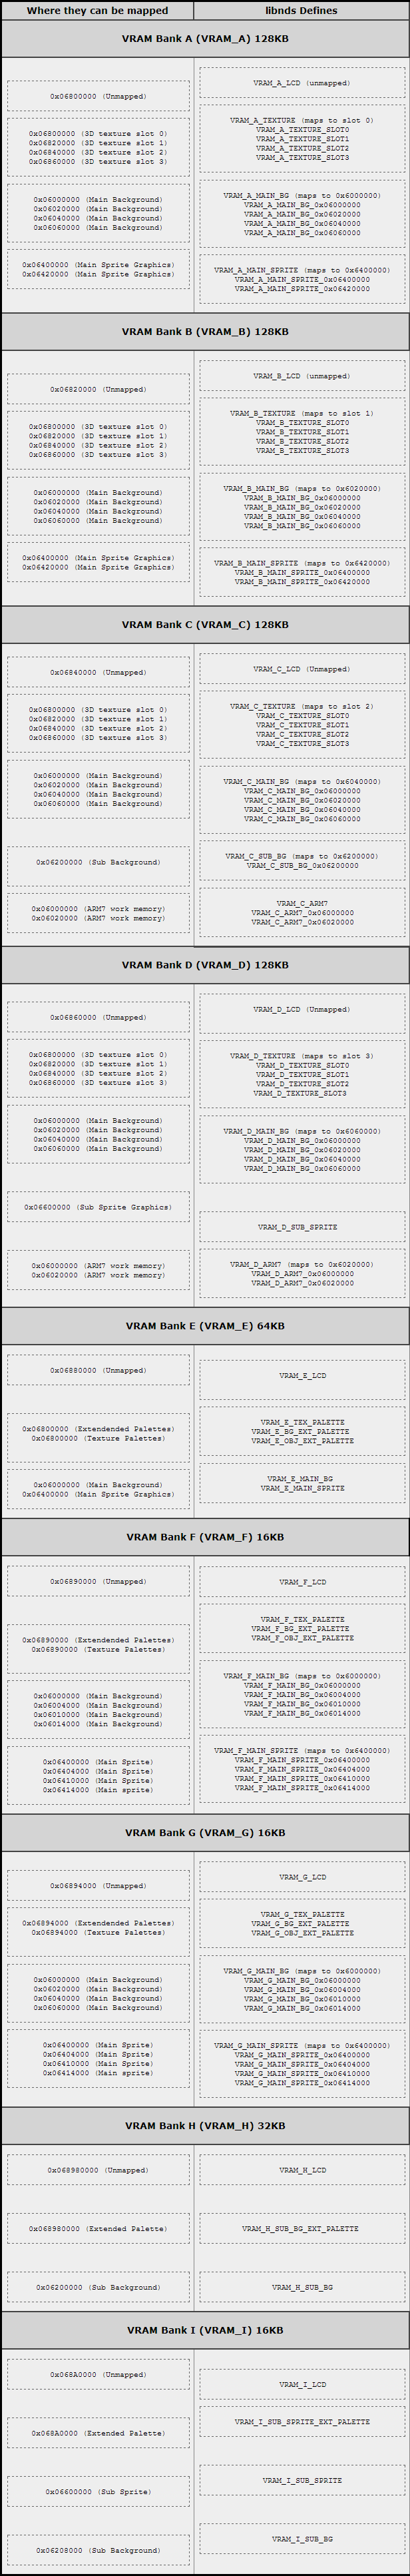 Where they can be mapped
libnds Defines
VRAM Bank A (VRAM_A) 128KB
0x06800000 (Unmapped)
0x06800000 (3D texture slot 0)
0x06820000 (3D texture slot 1)
0x06840000 (3D texture slot 2)
0x06860000 (3D texture slot 3)
0x06000000 (Main Background)
0x06020000 (Main Background)
0x06040000 (Main Background)
0x06060000 (Main Background)
0x06400000 (Main Sprite Graphics)
0x06420000 (Main Sprite Graphics)
VRAM_A_LCD (unmapped)
VRAM_A_TEXTURE (maps to slot 0)
VRAM_A_TEXTURE_SLOT0
VRAM_A_TEXTURE_SLOT1
VRAM_A_TEXTURE_SLOT2
VRAM_A_TEXTURE_SLOT3
VRAM_A_MAIN_BG (maps to 0x6000000)
VRAM_A_MAIN_BG_0x06000000
VRAM_A_MAIN_BG_0x06020000
VRAM_A_MAIN_BG_0x06040000
VRAM_A_MAIN_BG_0x06060000
VRAM_A_MAIN_SPRITE (maps to 0x6400000)
VRAM_A_MAIN_SPRITE_0x06400000
VRAM_A_MAIN_SPRITE_0x06420000
VRAM Bank B (VRAM_B) 128KB
0x06820000 (Unmapped)
0x06800000 (3D texture slot 0)
0x06820000 (3D texture slot 1)
0x06840000 (3D texture slot 2)
0x06860000 (3D texture slot 3)
0x06000000 (Main Background)
0x06020000 (Main Background)
0x06040000 (Main Background)
0x06060000 (Main Background)
0x06400000 (Main Sprite Graphics)
0x06420000 (Main Sprite Graphics)
VRAM_B_LCD (unmapped)
VRAM_B_TEXTURE (maps to slot 1)
VRAM_B_TEXTURE_SLOT0
VRAM_B_TEXTURE_SLOT1
VRAM_B_TEXTURE_SLOT2
VRAM_B_TEXTURE_SLOT3
VRAM_B_MAIN_BG (maps to 0x6020000)
VRAM_B_MAIN_BG_0x06000000
VRAM_B_MAIN_BG_0x06020000
VRAM_B_MAIN_BG_0x06040000
VRAM_B_MAIN_BG_0x06060000
VRAM_B_MAIN_SPRITE (maps to 0x6420000)
VRAM_B_MAIN_SPRITE_0x06400000
VRAM_B_MAIN_SPRITE_0x06420000
VRAM Bank C (VRAM_C) 128KB
0x06840000 (Unmapped)
0x06800000 (3D texture slot 0)
0x06820000 (3D texture slot 1)
0x06840000 (3D texture slot 2)
0x06860000 (3D texture slot 3)
0x06000000 (Main Background)
0x06020000 (Main Background)
0x06040000 (Main Background)
0x06060000 (Main Background)
0x06200000 (Sub Background)
0x06000000 (ARM7 work memory)
0x06020000 (ARM7 work memory)
VRAM_C_LCD (Unmapped)
VRAM_C_TEXTURE (maps to slot 2)
VRAM_C_TEXTURE_SLOT0
VRAM_C_TEXTURE_SLOT1
VRAM_C_TEXTURE_SLOT2
VRAM_C_TEXTURE_SLOT3
VRAM_C_MAIN_BG (maps to 0x6040000)
VRAM_C_MAIN_BG_0x06000000
VRAM_C_MAIN_BG_0x06020000
VRAM_C_MAIN_BG_0x06040000
VRAM_C_MAIN_BG_0x06060000
VRAM_C_SUB_BG (maps to 0x6200000)
VRAM_C_SUB_BG_0x06200000
VRAM_C_ARM7
VRAM_C_ARM7_0x06000000
VRAM_C_ARM7_0x06020000
VRAM Bank D (VRAM_D) 128KB
0x06860000 (Unmapped)
0x06800000 (3D texture slot 0)
0x06820000 (3D texture slot 1)
0x06840000 (3D texture slot 2)
0x06860000 (3D texture slot 3)
0x06000000 (Main Background)
0x06020000 (Main Background)
0x06040000 (Main Background)
0x06060000 (Main Background)
0x06600000 (Sub Sprite Graphics)
0x06000000 (ARM7 work memory)
0x06020000 (ARM7 work memory)
VRAM_D_LCD (Unmapped)
VRAM_D_TEXTURE (maps to slot 3)
VRAM_D_TEXTURE_SLOT0
VRAM_D_TEXTURE_SLOT1
VRAM_D_TEXTURE_SLOT2
VRAM_D_TEXTURE_SLOT3
VRAM_D_MAIN_BG (maps to 0x6060000)
VRAM_D_MAIN_BG_0x06000000
VRAM_D_MAIN_BG_0x06020000
VRAM_D_MAIN_BG_0x06040000
VRAM_D_MAIN_BG_0x06060000
VRAM_D_SUB_SPRITE
VRAM_D_ARM7 (maps to 0x6020000)
VRAM_D_ARM7_0x06000000
VRAM_D_ARM7_0x06020000
VRAM Bank E (VRAM_E) 64KB
0x06880000 (Unmapped)
0x06800000 (Extendended Palettes)
0x06800000 (Texture Palettes)
0x06000000 (Main Background)
0x06400000 (Main Sprite Graphics)
VRAM_E_LCD
VRAM_E_TEX_PALETTE
VRAM_E_BG_EXT_PALETTE
VRAM_E_OBJ_EXT_PALETTE
VRAM_E_MAIN_BG
VRAM_E_MAIN_SPRITE
VRAM Bank F (VRAM_F) 16KB
0x06890000 (Unmapped)
0x06890000 (Extendended Palettes)
0x06890000 (Texture Palettes)
0x06000000 (Main Background)
0x06004000 (Main Background)
0x06010000 (Main Background)
0x06014000 (Main Background)
0x06400000 (Main Sprite)
0x06404000 (Main Sprite)
0x06410000 (Main Sprite)
0x06414000 (Main sprite)
VRAM_F_LCD
VRAM_F_TEX_PALETTE
VRAM_F_BG_EXT_PALETTE
VRAM_F_OBJ_EXT_PALETTE
VRAM_F_MAIN_BG (maps to 0x6000000)
VRAM_F_MAIN_BG_0x06000000
VRAM_F_MAIN_BG_0x06004000
VRAM_F_MAIN_BG_0x06010000
VRAM_F_MAIN_BG_0x06014000
VRAM_F_MAIN_SPRITE (maps to 0x6400000)
VRAM_F_MAIN_SPRITE_0x06400000
VRAM_F_MAIN_SPRITE_0x06404000
VRAM_F_MAIN_SPRITE_0x06410000
VRAM_F_MAIN_SPRITE_0x06414000
VRAM Bank G (VRAM_G) 16KB
0x06894000 (Unmapped)
0x06894000 (Extendended Palettes)
0x06894000 (Texture Palettes)
0x06000000 (Main Background)
0x06020000 (Main Background)
0x06040000 (Main Background)
0x06060000 (Main Background)
0x06400000 (Main Sprite)
0x06404000 (Main Sprite)
0x06410000 (Main Sprite)
0x06414000 (Main sprite)
VRAM_G_LCD
VRAM_G_TEX_PALETTE
VRAM_G_BG_EXT_PALETTE
VRAM_G_OBJ_EXT_PALETTE
VRAM_G_MAIN_BG (maps to 0x6000000)
VRAM_G_MAIN_BG_0x06000000
VRAM_G_MAIN_BG_0x06004000
VRAM_G_MAIN_BG_0x06010000
VRAM_G_MAIN_BG_0x06014000
VRAM_G_MAIN_SPRITE (maps to 0x6400000)
VRAM_G_MAIN_SPRITE_0x06400000
VRAM_G_MAIN_SPRITE_0x06404000
VRAM_G_MAIN_SPRITE_0x06410000
VRAM_G_MAIN_SPRITE_0x06414000
VRAM Bank H (VRAM_H) 32KB
0x068980000 (Unmapped)
0x068980000 (Extended Palette)
0x06200000 (Sub Background)
VRAM_H_LCD
VRAM_H_SUB_BG_EXT_PALETTE
VRAM_H_SUB_BG
VRAM Bank I (VRAM_I) 16KB
0x068A0000 (Unmapped)
0x068A0000 (Extended Palette)
0x06600000 (Sub Sprite)
0x06208000 (Sub Background)
VRAM_I_LCD
VRAM_I_SUB_SPRITE_EXT_PALETTE
VRAM_I_SUB_SPRITE
VRAM_I_SUB_BG